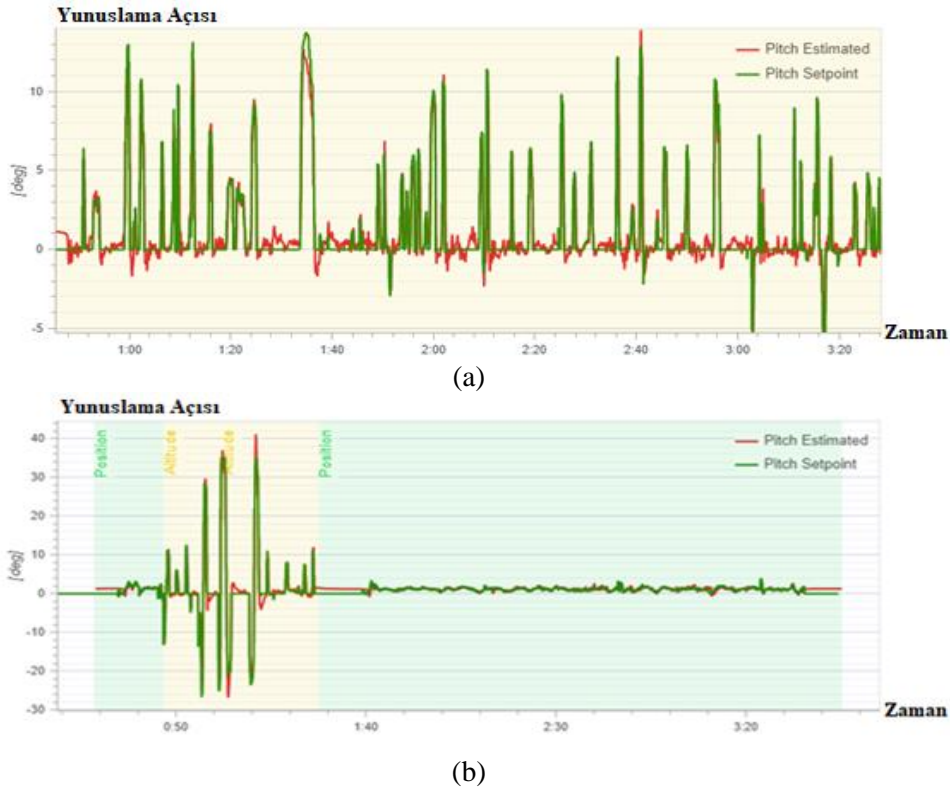 Yunuslama Açısı
Pitch Estimated
Pitch Setpoint
10
5
0
-5
[deg]
1:00 1:20 1:40 2:00 2:20 2:40 3:00 3:20
Zaman
(a)
Yunuslama Açısı
Position
Altitude
Altitude
Position
Pitch Estimated
Pitch Setpoint
40
30
20
10
0
-10
-20
-30
[deg]
0:50 1:40 2:30 3:20
Zaman
(b)